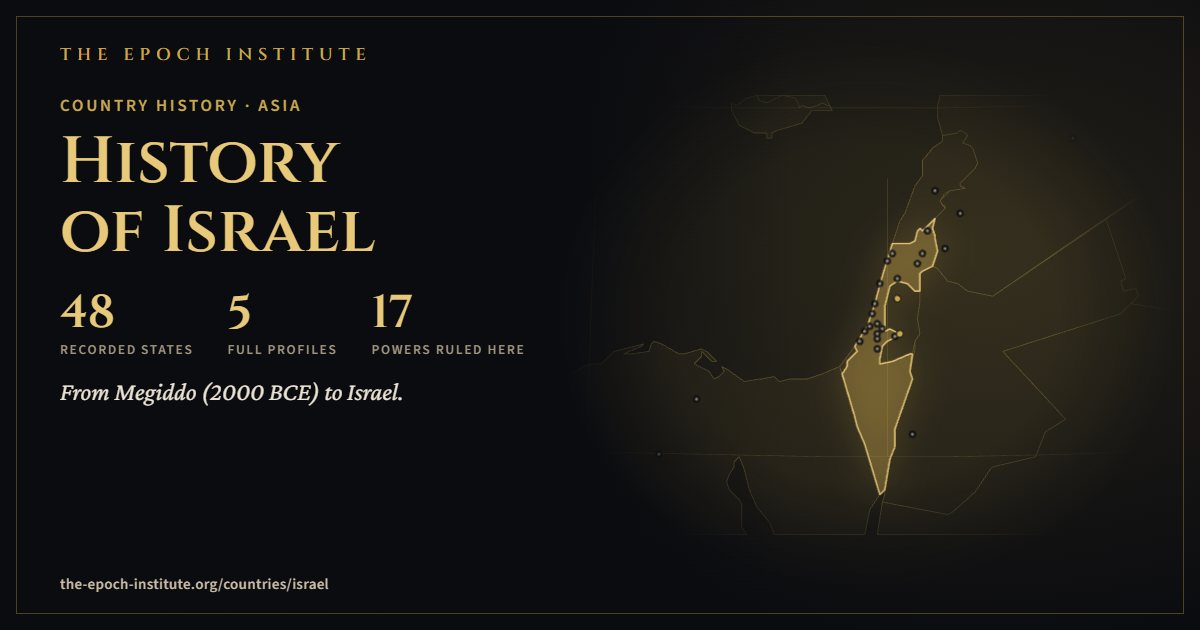 THE EPOCH INSTITUTE
COUNTRY HISTORY · ASIA
HISTORY
OF ISRAEL
48 5 17
RECORDED STATES FULL PROFILES POWERS RULED HERE
From Megiddo (2000 BCE) to Israel.
the-epoch-institute.org/countries/israel